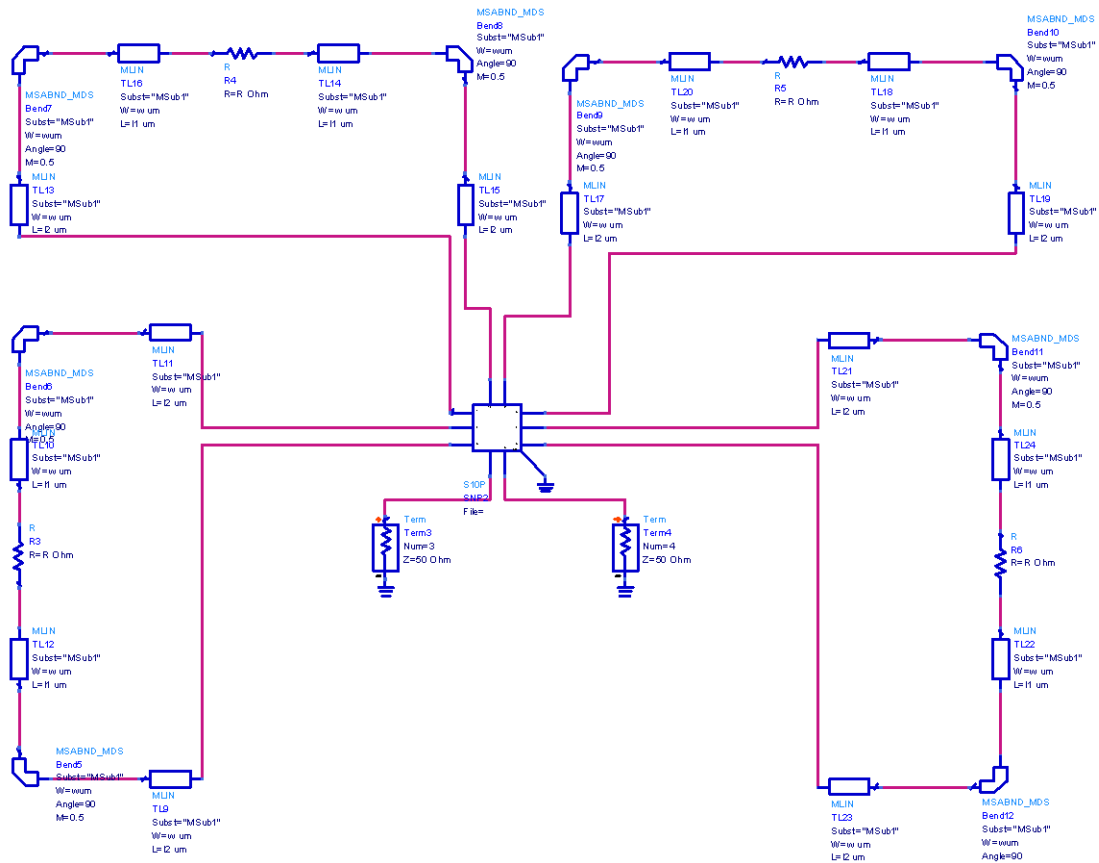 MSABND_MDS
Bend8
Subst="MSub1"
W=wum
Angle=90
M=0.5
MSABND_MDS
Bend10
Subst="MSub1"
W=wum
Angle=90
M=0.5
MLIN
TL16
Subst="MSub1"
W=w um
L=l1 um
R
R4
R=R Ohm
MLIN
TL14
Subst="MSub1"
W=w um
L=l1 um
MLIN
TL20
Subst="MSub1"
W=w um
L=l1 um
R
R5
R=R Ohm
MLIN
TL18
Subst="MSub1"
W=w um
L=l1 um
MSABND_MDS
Bend7
Subst="MSub1"
W=wum
Angle=90
M=0.5
MSABND_MDS
Bend9
Subst="MSub1"
W=wum
Angle=90
M=0.5
MLIN
TL13
Subst="MSub1"
W=w um
L=l2 um
MLIN
TL15
Subst="MSub1"
W=w um
L=l2 um
MLIN
TL17
Subst="MSub1"
W=w um
L=l2 um
MLIN
TL19
Subst="MSub1"
W=w um
L=l2 um
MLIN
TL11
Subst="MSub1"
W=w um
L=l2 um
MSABND_MDS
Bend6
Subst="MSub1"
W=wum
Angle=90
M=0.5
MLIN
TL10
Subst="MSub1"
W=w um
L=l1 um
MLIN
TL21
Subst="MSub1"
W=w um
L=l2 um
MSABND_MDS
Bend11
Subst="MSub1"
W=wum
Angle=90
M=0.5
MLIN
TL24
Subst="MSub1"
W=w um
L=l1 um
S10P
SNP2
File=
R
R3
R=R Ohm
Term
Term3
Num=3
Z=50 Ohm
Term
Term4
Num=4
Z=50 Ohm
R
R6
R=R Ohm
MLIN
TL12
Subst="MSub1"
W=w um
L=l1 um
MLIN
TL22
Subst="MSub1"
W=w um
L=l1 um
MSABND_MDS
Bend5
Subst="MSub1"
W=wum
Angle=90
M=0.5
MLIN
TL9
Subst="MSub1"
W=w um
L=l2 um
MLIN
TL23
Subst="MSub1"
W=w um
L=l2 um
MSABND_MDS
Bend12
Subst="MSub1"
W=wum
Angle=90